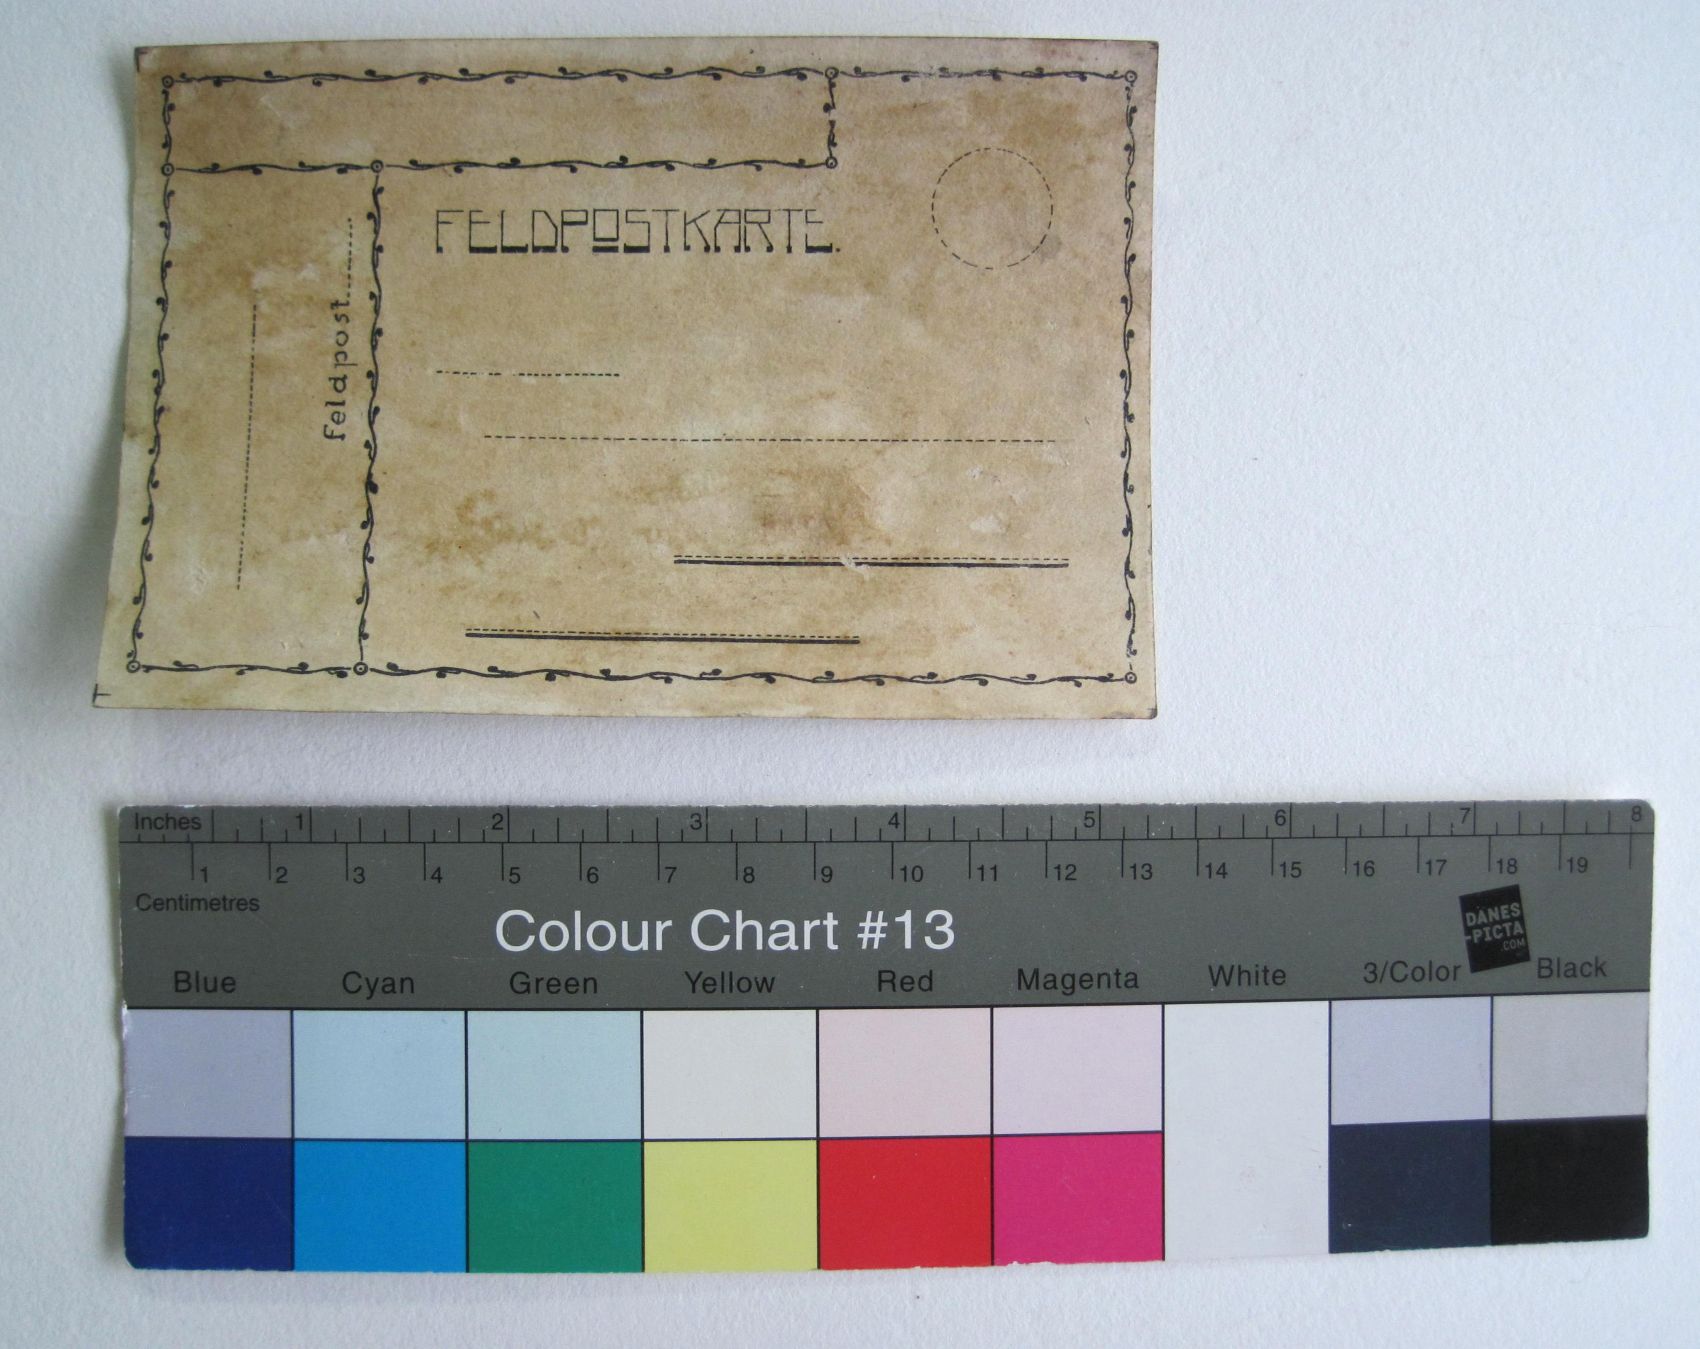 FELDPOSTKARTE.
feldpost
Inches 1 2 3 4 5 6 7 8
1 2 3 4 5 6 7 8 9 10 11 12 13 14 15 16 17 18 19
Centimetres
Colour Chart #13
DANES
-PICTA
.COM
Blue Cyan Green Yellow Red Magenta White 3/Color Black